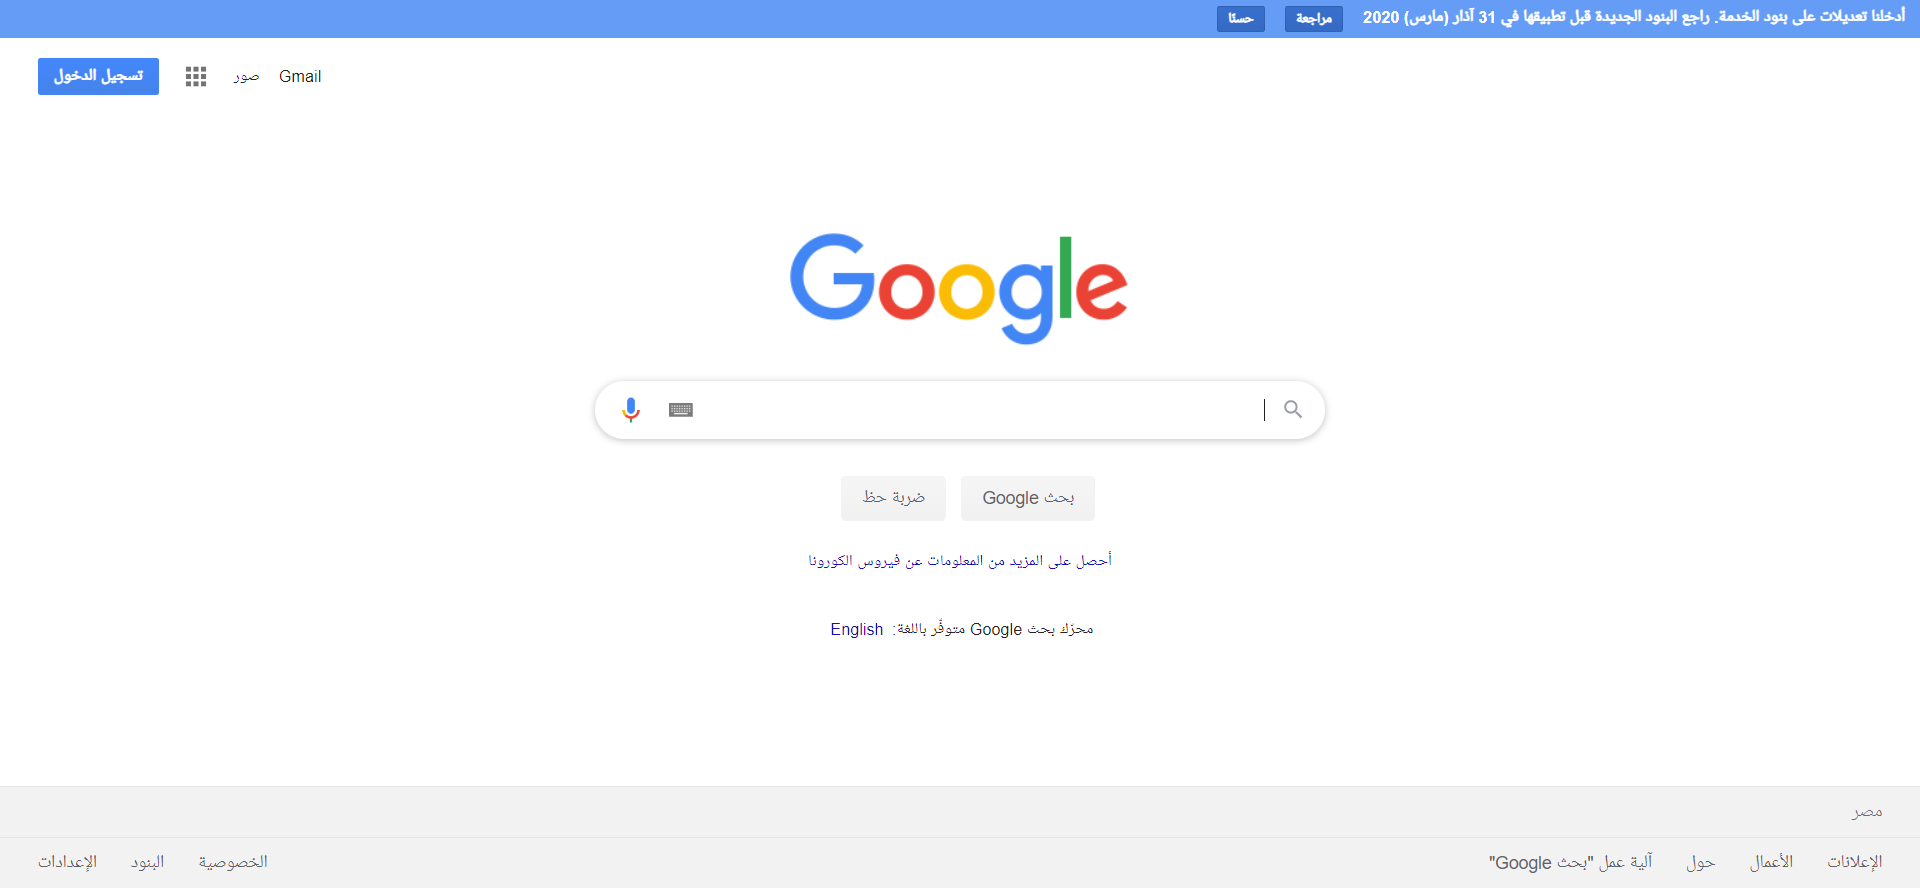 أدخلنا تعديلات على بنود الخدمة. راجع البنود الجديدة قبل تطبيقها في 31 آذار (مارس) 2020 مراجعة حسنًا
Gmail صور تسجيل الدخول
Google
بحث Google ضربة حظ
أحصل على المزيد من المعلومات عن فيروس الكورونا
محرّك بحث Google متوفّر باللغة: English
مصر
الإعلانات الأعمال حول آلية عمل "بحث Google" الخصوصية البنود الإعدادات